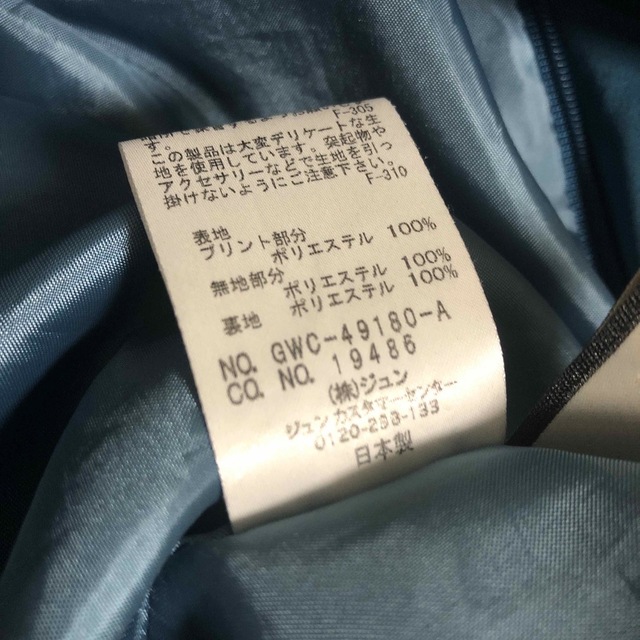 F-305
す。
この製品は大変デリケートな生
地を使用しています。突起物や
アクセサリーなどで生地を引っ
掛けないようにご注意下さい。
F-310
表地
プリント部分
ポリエステル 100%
無地部分
ポリエステル 100%
ポリエステル 100%
裏地
NO. GWC-49180-A
CO. NO. 19486
(株)ジュン
ジュンカスタマーセンター
0120-298-133
日本製